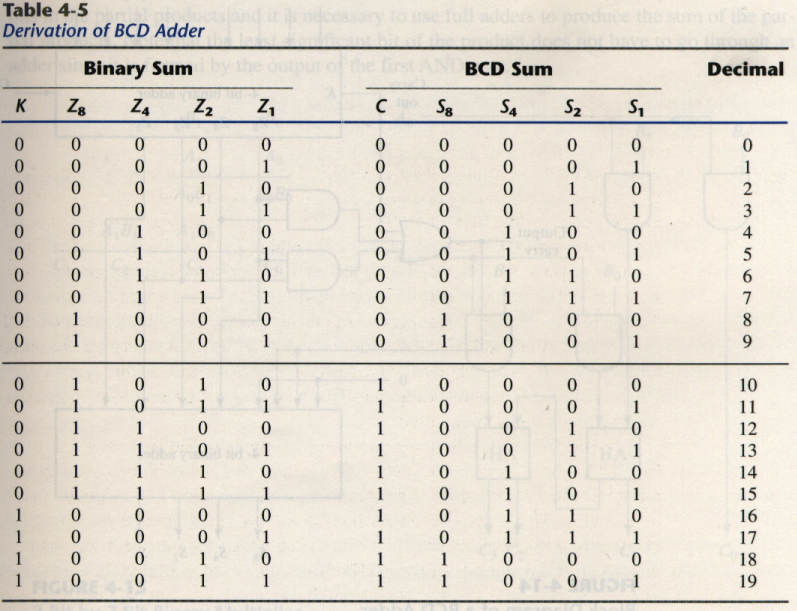 Table 4-5
Derivation of BCD Adder
Binary Sum BCD Sum Decimal
K Z₈ Z₄ Z₂ Z₁ C S₈ S₄ S₂ S₁
0 0 0 0 0 0 0 0 0 0 0
0 0 0 0 1 0 0 0 0 1 1
0 0 0 1 0 0 0 0 1 0 2
0 0 0 1 1 0 0 0 1 1 3
0 0 1 0 0 0 0 1 0 0 4
0 0 1 0 1 0 0 1 0 1 5
0 0 1 1 0 0 0 1 1 0 6
0 0 1 1 1 0 0 1 1 1 7
0 1 0 0 0 0 1 0 0 0 8
0 1 0 0 1 0 1 0 0 1 9
0 1 0 1 0 1 0 0 0 0 10
0 1 0 1 1 1 0 0 0 1 11
0 1 1 0 0 1 0 0 1 0 12
0 1 1 0 1 1 0 0 1 1 13
0 1 1 1 0 1 0 1 0 0 14
0 1 1 1 1 1 0 1 0 1 15
1 0 0 0 0 1 0 1 1 0 16
1 0 0 0 1 1 0 1 1 1 17
1 0 0 1 0 1 1 0 0 0 18
1 0 0 1 1 1 1 0 0 1 19